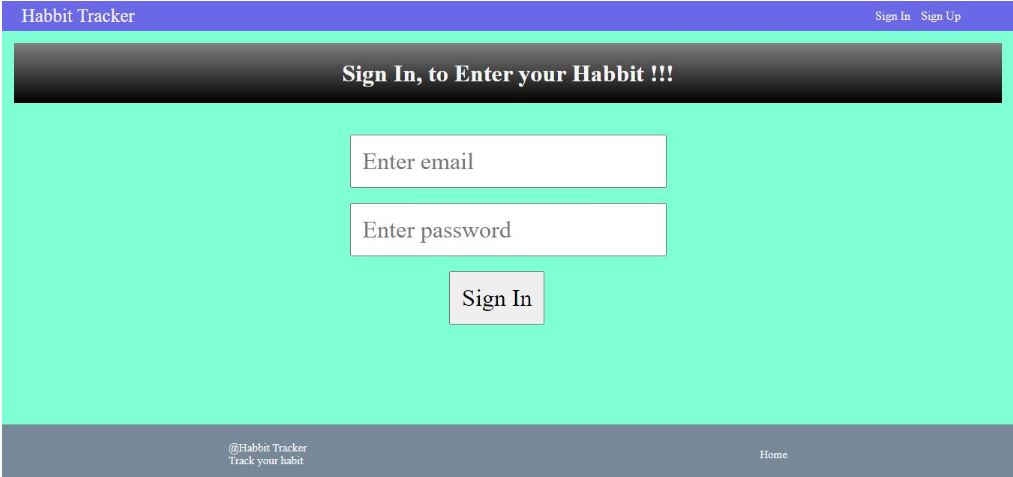 Habbit Tracker
Sign In Sign Up
Sign In, to Enter your Habbit !!!
Enter email
Enter password
Sign In
@Habbit Tracker
Track your habit
Home